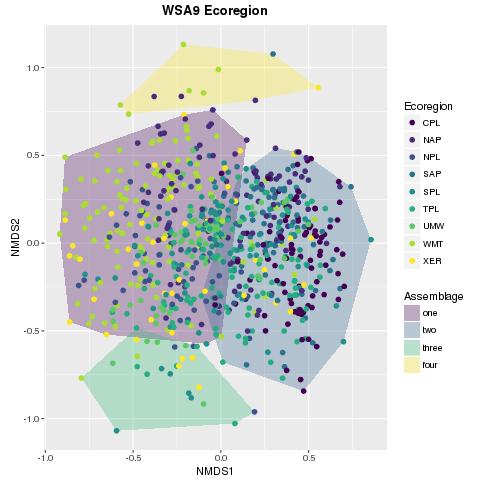 WSA9 Ecoregion
1.0
0.5
0.0
-0.5
-1.0
NMDS2
-1.0 -0.5 0.0 0.5
NMDS1
Ecoregion
CPL
NAP
NPL
SAP
SPL
TPL
UMW
WMT
XER
Assemblage
one
two
three
four